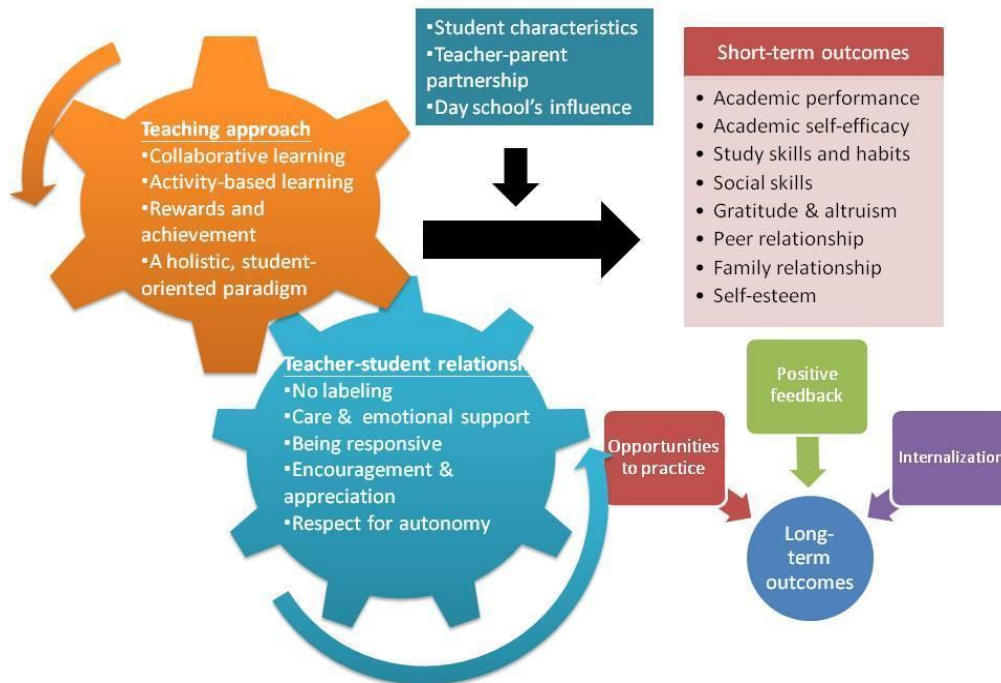 Teaching approach
•Collaborative learning
•Activity-based learning
•Rewards and
achievement
•A holistic, student-
oriented paradigm
•Student characteristics
•Teacher-parent
partnership
•Day school's influence
Short-term outcomes
• Academic performance
• Academic self-efficacy
• Study skills and habits
• Social skills
• Gratitude & altruism
• Peer relationship
• Family relationship
• Self-esteem
Teacher-student relationsh
•No labeling
•Care & emotional support
•Being responsive
•Encouragement &
appreciation
•Respect for autonomy
Positive
feedback
Opportunities
to practice
Internalization
Long-
term
outcomes